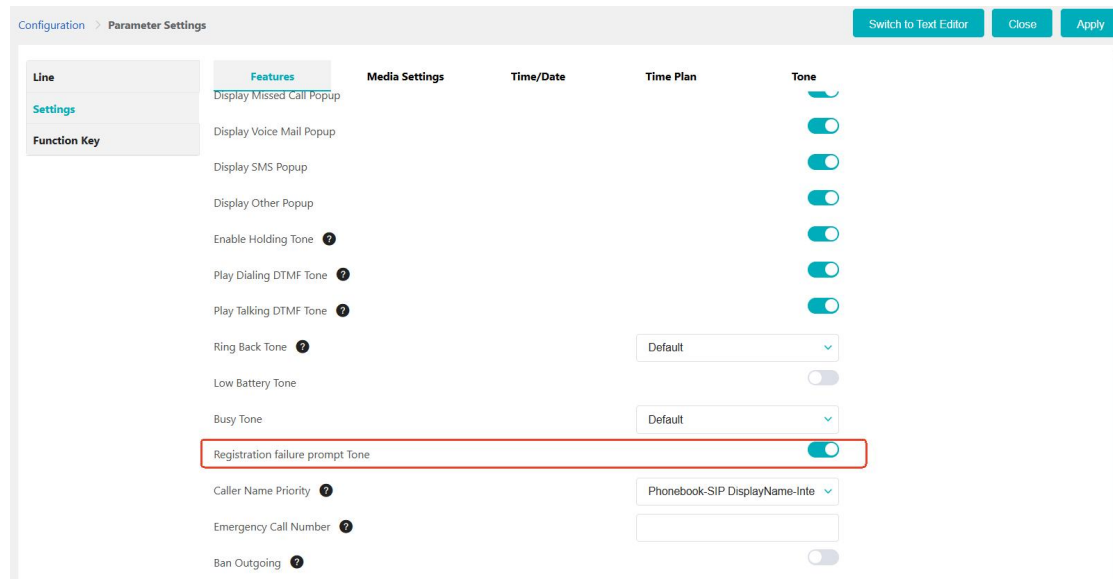 Configuration > Parameter Settings
Switch to Text Editor
Close
Apply
Line
Settings
Function Key
Features
Media Settings
Time/Date
Time Plan
Tone
Display Missed Call Popup
Display Voice Mail Popup
Display SMS Popup
Display Other Popup
Enable Holding Tone ?
Play Dialing DTMF Tone ?
Play Talking DTMF Tone ?
Ring Back Tone ? Default
Low Battery Tone
Busy Tone Default
Registration failure prompt Tone
Caller Name Priority ? Phonebook-SIP DisplayName-Inte
Emergency Call Number ?
Ban Outgoing ?